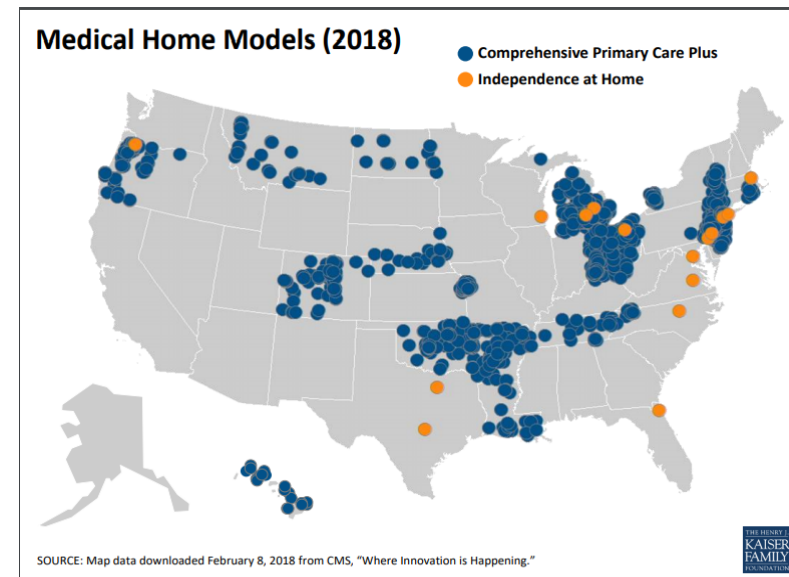 Medical Home Models (2018)
Comprehensive Primary Care Plus
Independence at Home
SOURCE: Map data downloaded February 8, 2018 from CMS, “Where Innovation is Happening.”
THE HENRY J.
KAISER
FAMILY
FOUNDATION